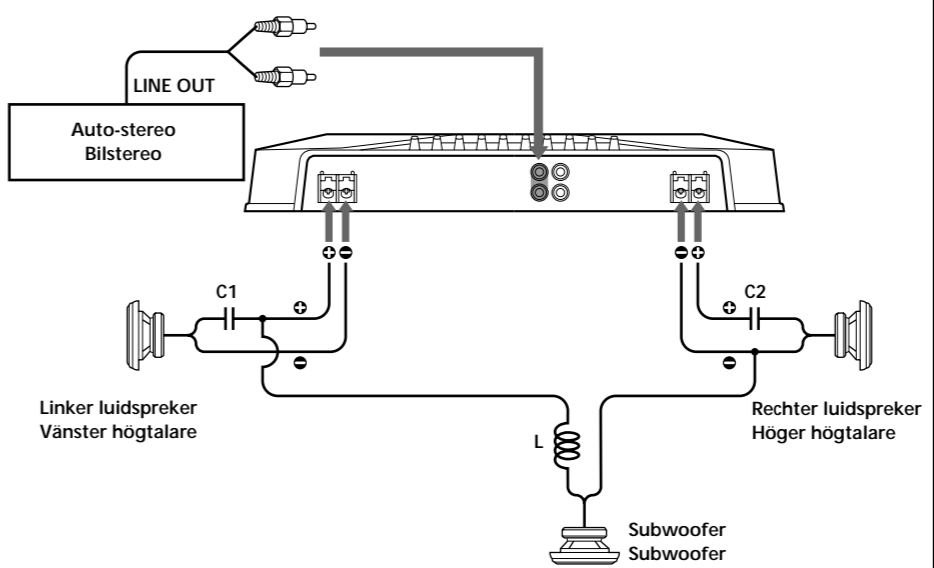 LINE OUT
Auto-stereo
Bilstereo
+ −
− +
C1
+
−
C2
+
−
Linker luidspreker
Vänster högtalare
Rechter luidspreker
Höger högtalare
L
Subwoofer
Subwoofer